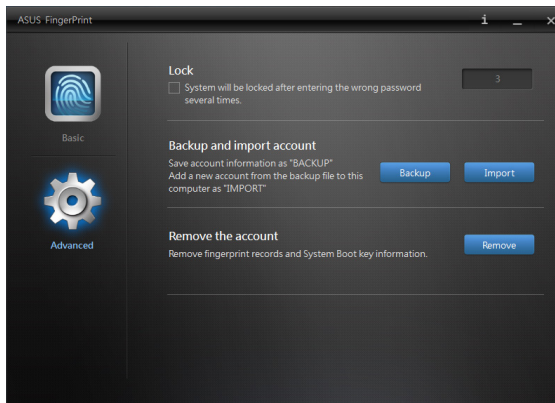 ASUS FingerPrint
i
Basic
Advanced
Lock
System will be locked after entering the wrong password
several times.
3
Backup and import account
Save account information as "BACKUP"
Add a new account from the backup file to this
computer as "IMPORT"
Backup
Import
Remove the account
Remove fingerprint records and System Boot key information.
Remove